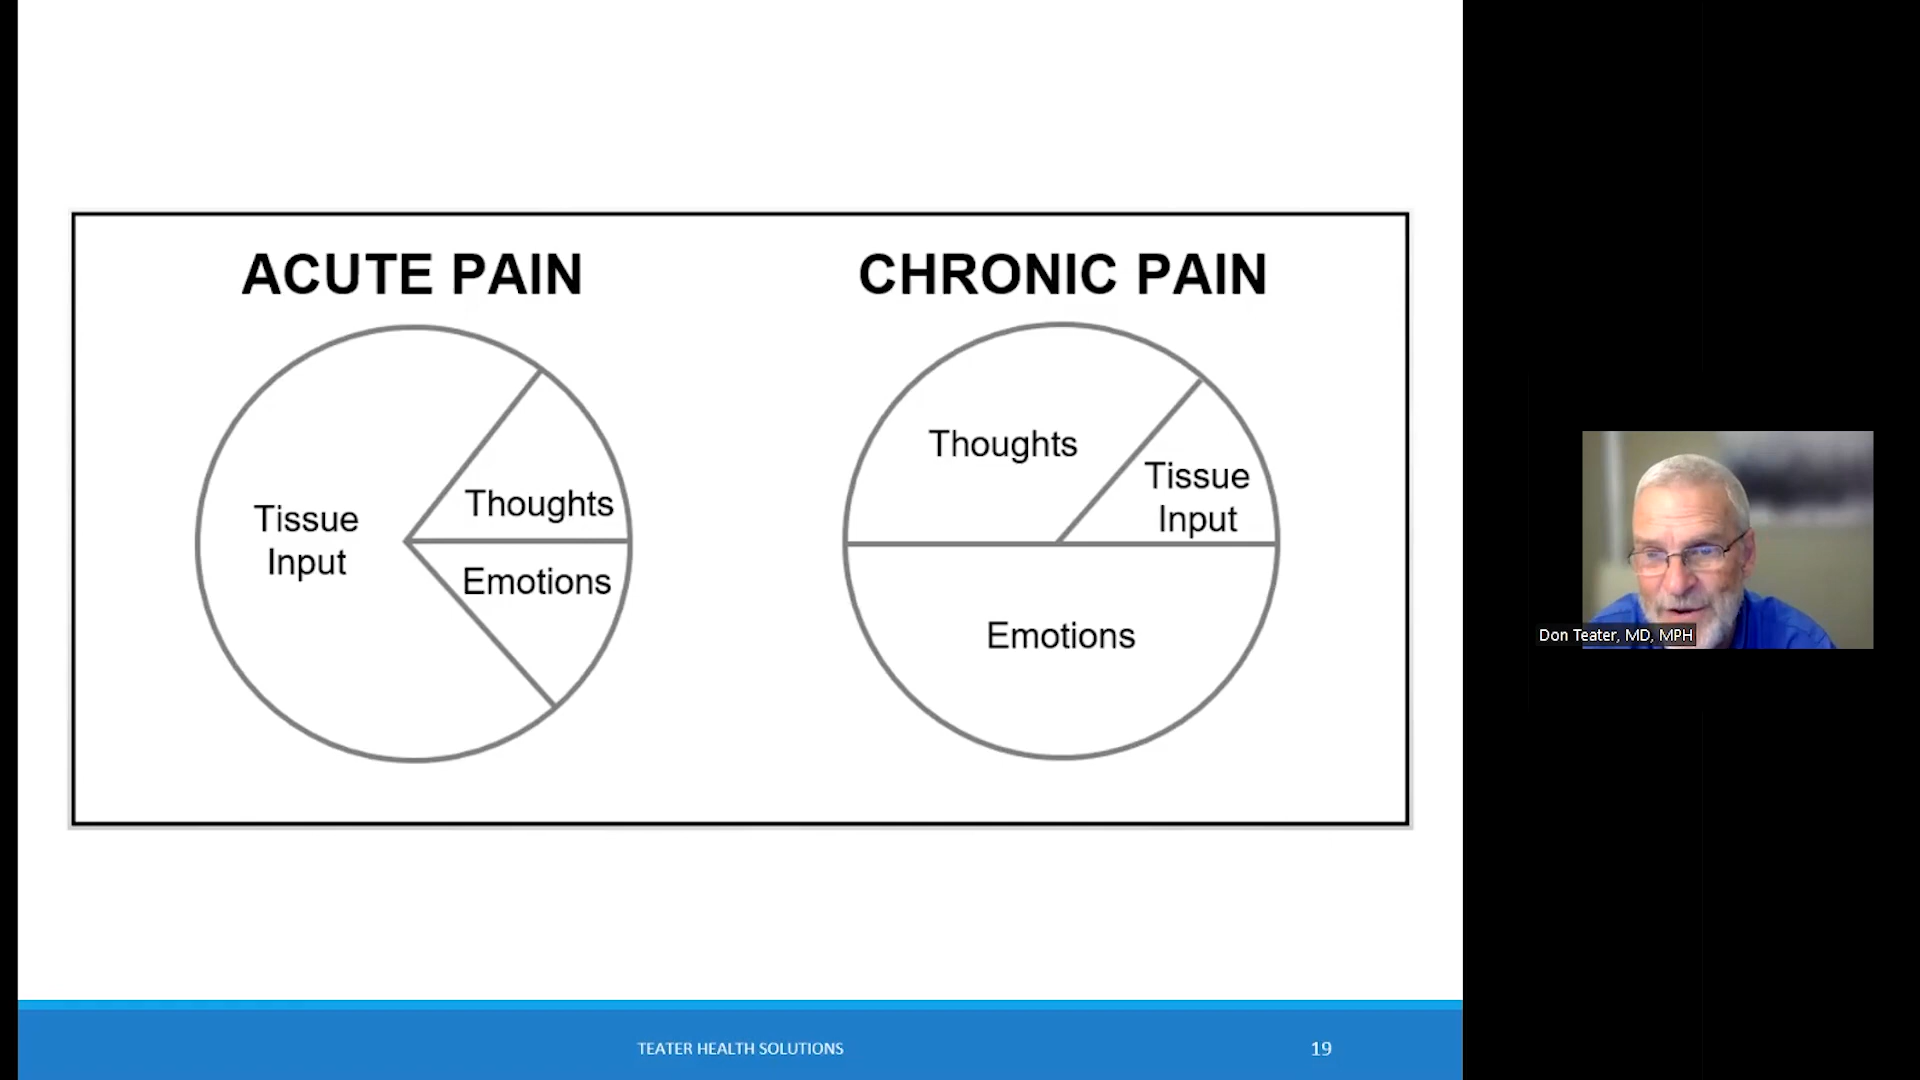 ACUTE PAIN
Tissue
Input
Thoughts
Emotions
CHRONIC PAIN
Thoughts
Tissue
Input
Emotions
Don Teater, MD, MPH
TEATER HEALTH SOLUTIONS
19